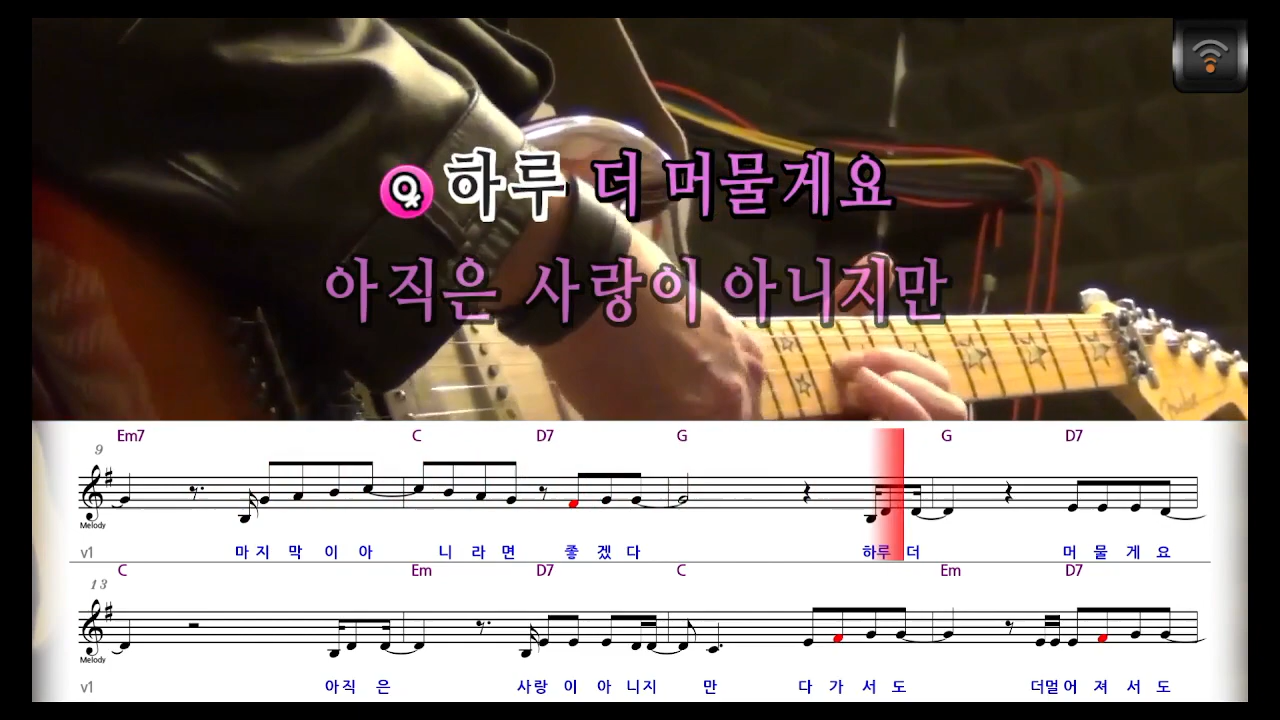 하루 더 머물게요
아직은 사랑이 아니지만
Fender
Em7 C D7 G G D7
9
Melody
v1 마 지 막 이 아 니 라 면 좋 겠 다 하루 더 머 물 게 요
C Em D7 C Em D7
13
Melody
v1 아직 은 사랑 이 아 니지 만 다 가 서 도 더멀 어 져 서 도